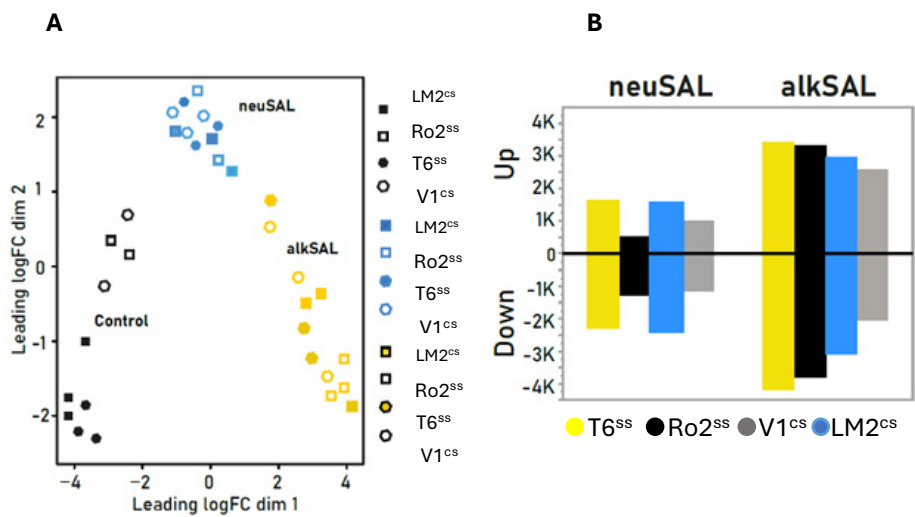 A
B
neuSAL
alkSAL
Control
2
1
0
-1
-2
-4
-2
0
2
4
Leading logFC dim 2
Leading logFC dim 1
LM2ᶜˢ
Ro2ˢˢ
T6ˢˢ
V1ᶜˢ
LM2ᶜˢ
Ro2ˢˢ
T6ˢˢ
V1ᶜˢ
LM2ᶜˢ
Ro2ˢˢ
T6ˢˢ
V1ᶜˢ
neuSAL alkSAL
Up
Down
4K
3K
2K
1K
0
-1K
-2K
-3K
-4K
T6ˢˢ Ro2ˢˢ V1ᶜˢ LM2ᶜˢ